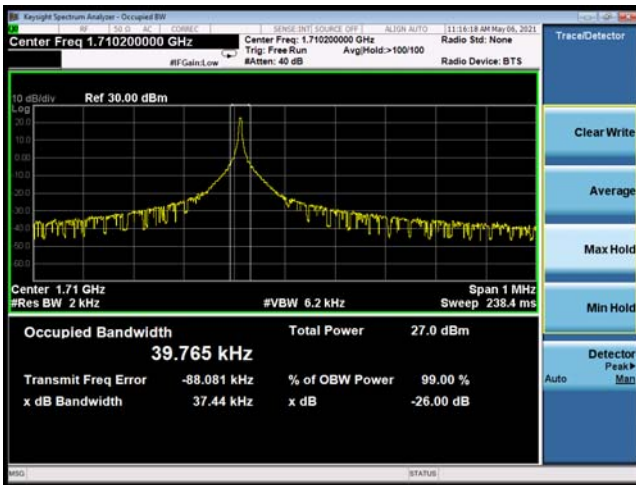 Keysight Spectrum Analyzer - Occupied BW
RF 50 Ω AC CORREC SENSE:INT SOURCE OFF ALIGN AUTO 11:16:18 AM May 06, 2021
Center Freq 1.710200000 GHz Center Freq: 1.710200000 GHz Radio Std: None
Trig: Free Run Avg|Hold:>100/100
#IFGain:Low #Atten: 40 dB Radio Device: BTS
Trace/Detector
10 dB/div Ref 30.00 dBm
Log
20.0
10.0
0.00
-10.0
-20.0
-30.0
-40.0
-50.0
-60.0
Center 1.71 GHz Span 1 MHz
#Res BW 2 kHz #VBW 6.2 kHz Sweep 238.4 ms
Occupied Bandwidth Total Power 27.0 dBm
39.765 kHz
Transmit Freq Error -88.081 kHz % of OBW Power 99.00 %
x dB Bandwidth 37.44 kHz x dB -26.00 dB
Clear Write
Average
Max Hold
Min Hold
Detector
Peak▶
Auto Man
MSG STATUS